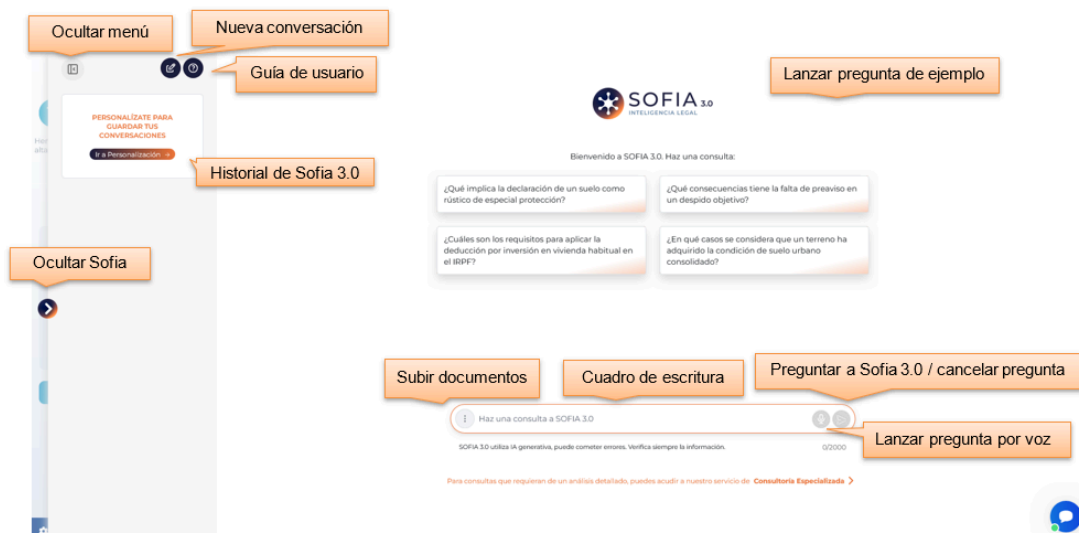 Ocultar menú
Nueva conversación
Guía de usuario
Lanzar pregunta de ejemplo
SOFIA 3.0
INTELIGENCIA LEGAL
PERSONALÍZATE PARA
GUARDAR TUS
CONVERSACIONES
Ir a Personalización →
Historial de Sofia 3.0
Bienvenido a SOFIA 3.0. Haz una consulta:
¿Qué implica la declaración de un suelo como
rústico de especial protección?
¿Qué consecuencias tiene la falta de preaviso en
un despido objetivo?
¿Cuáles son los requisitos para aplicar la
deducción por inversión en vivienda habitual en
el IRPF?
¿En qué casos se considera que un terreno ha
adquirido la condición de suelo urbano
consolidado?
Ocultar Sofia
Subir documentos
Cuadro de escritura
Preguntar a Sofia 3.0 / cancelar pregunta
Haz una consulta a SOFIA 3.0
Lanzar pregunta por voz
SOFIA 3.0 utiliza IA generativa, puede cometer errores. Verifica siempre la información.
0/2000
Para consultas que requieran de un análisis detallado, puedes acudir a nuestro servicio de Consultoría Especializada